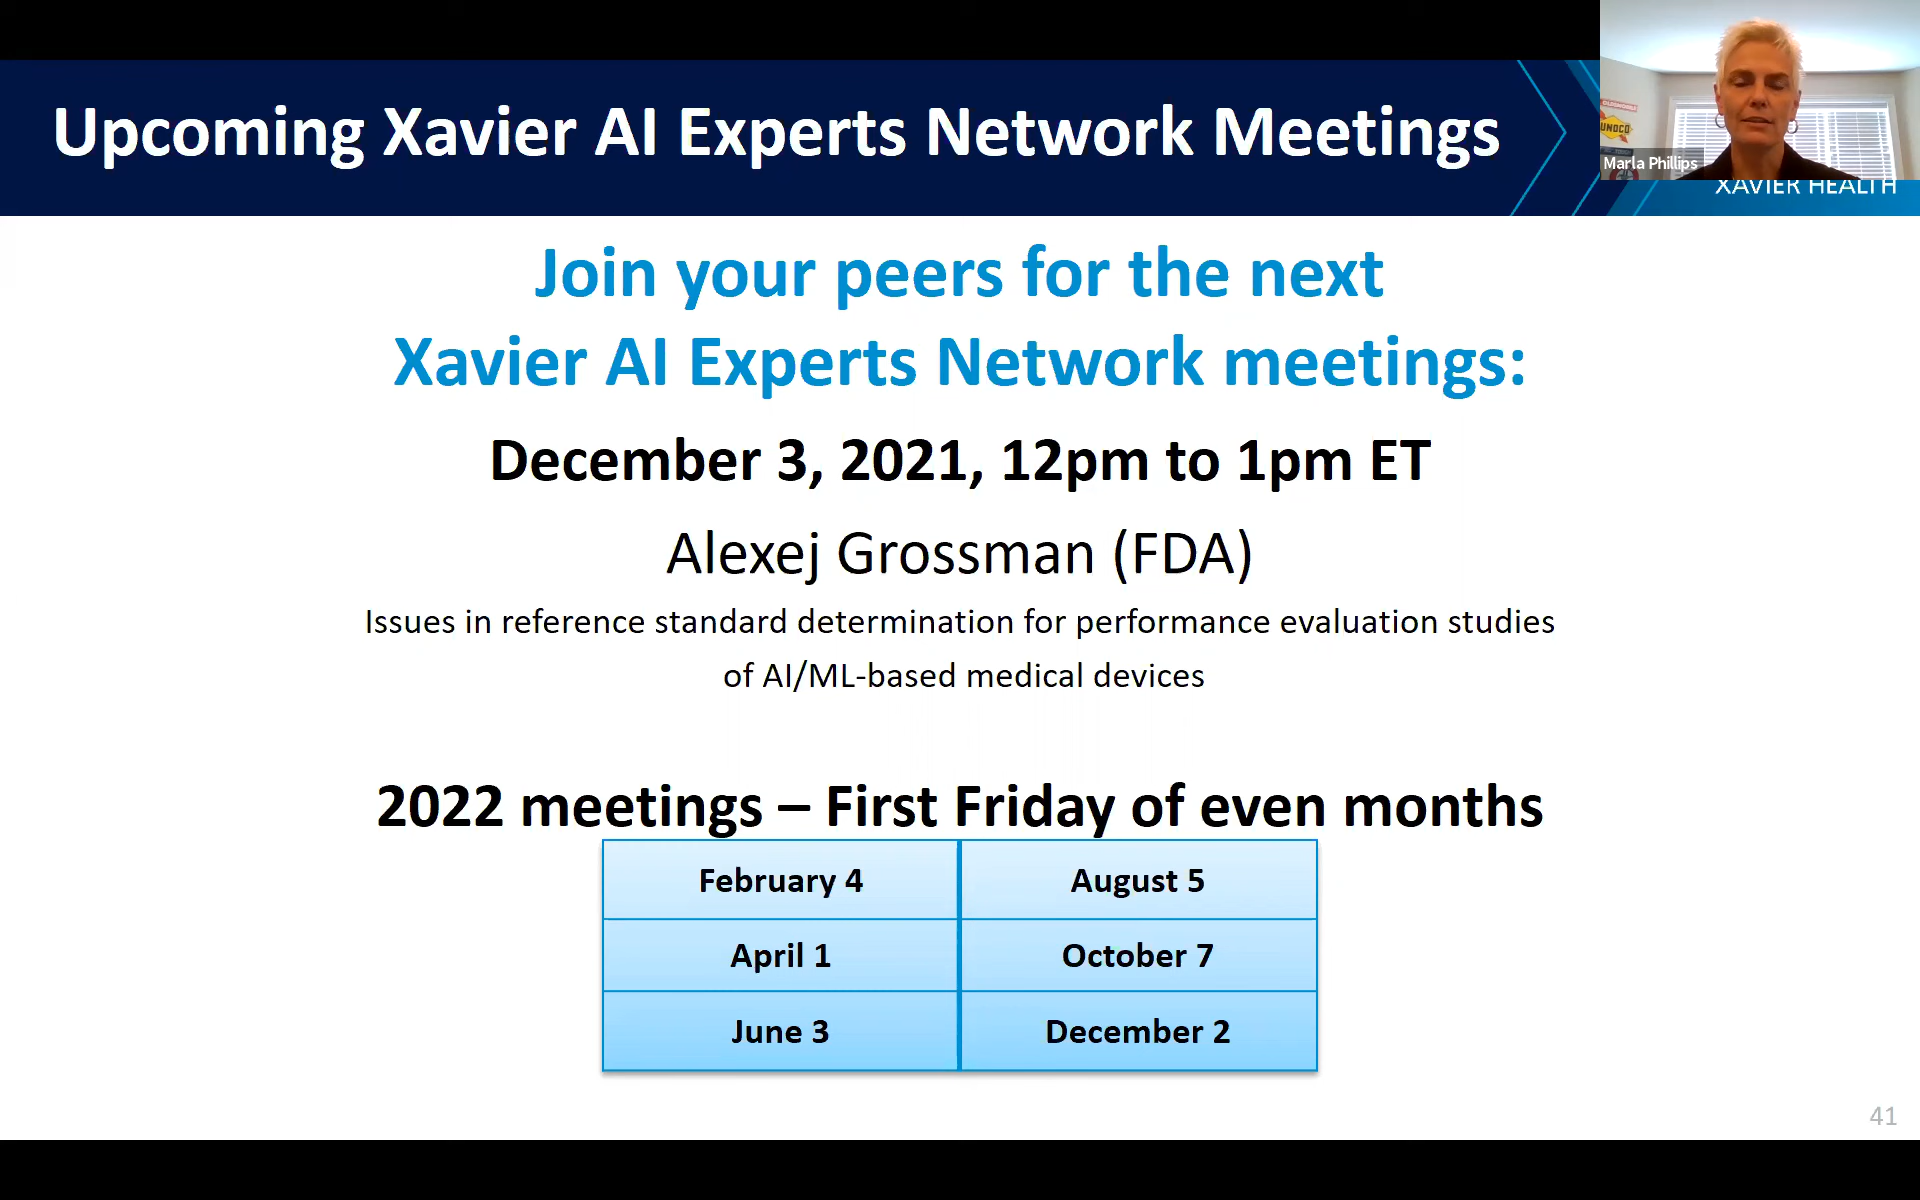 Upcoming Xavier AI Experts Network Meetings
OLDSMOBILE
SUNOCO
Marla Phillips
XAVIER HEALTH
Join your peers for the next
Xavier AI Experts Network meetings:
December 3, 2021, 12pm to 1pm ET
Alexej Grossman (FDA)
Issues in reference standard determination for performance evaluation studies
of AI/ML-based medical devices
2022 meetings – First Friday of even months
February 4
August 5
April 1
October 7
June 3
December 2
41